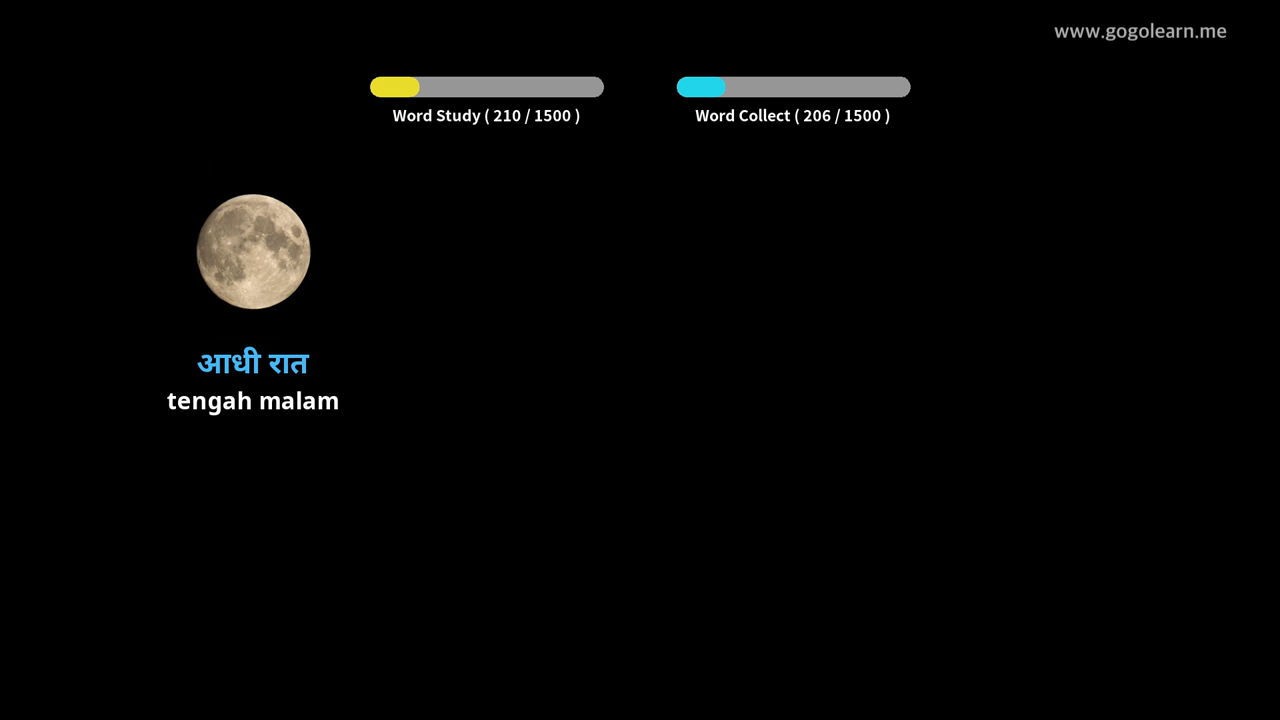 www.gogolearn.me
Word Study ( 210 / 1500 )
Word Collect ( 206 / 1500 )
आधी रात
tengah malam